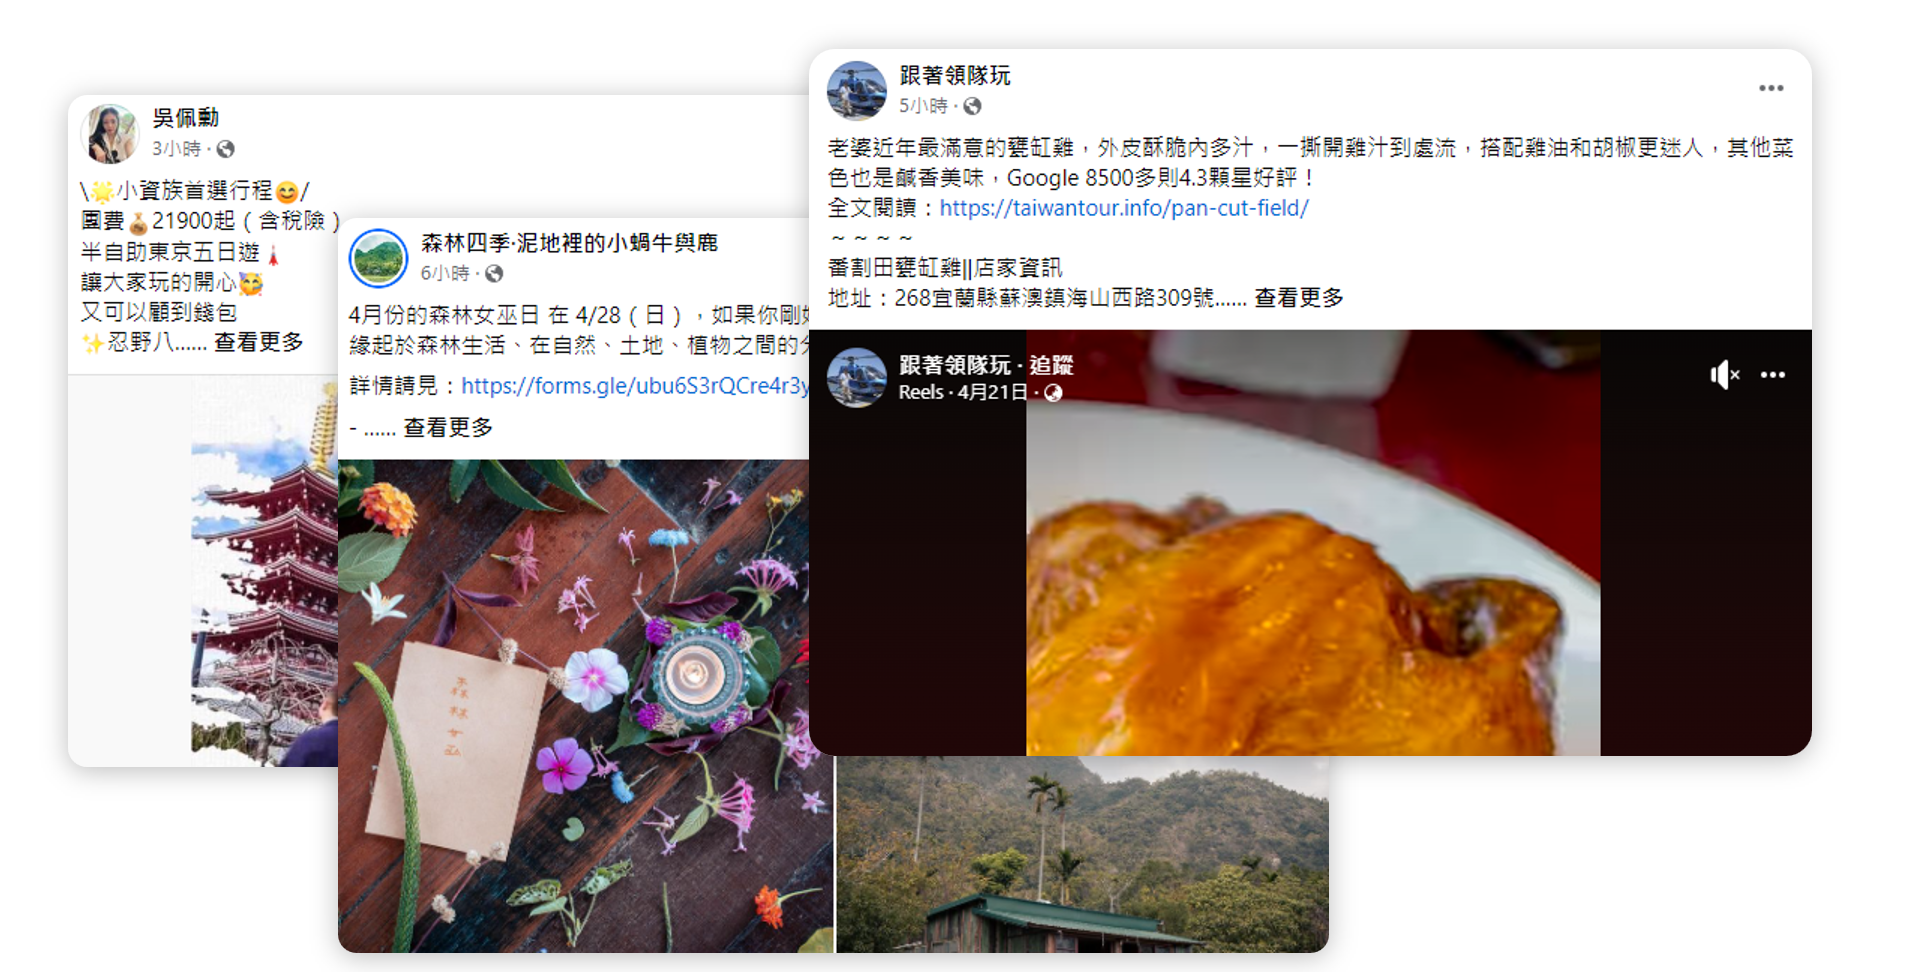 吳佩勳
3小時 ·
\🌟小資族首選行程😊/
團費💰21900起（含稅險）
半自助東京五日遊🗼
讓大家玩的開心🥳
又可以顧到錢包
✨忍野八...... 查看更多
森林四季·泥地裡的小蝸牛與鹿
6小時 ·
4月份的森林女巫日 在 4/28（日），如果你剛好
緣起於森林生活、在自然、土地、植物之間的分
詳情請見：https://forms.gle/ubu6S3rQCre4r3y
- ...... 查看更多
森林女巫
跟著領隊玩
5小時 ·
老婆近年最滿意的甕缸雞，外皮酥脆內多汁，一撕開雞汁到處流，搭配雞油和胡椒更迷人，其他菜
色也是鹹香美味，Google 8500多則4.3顆星好評！
全文閱讀：https://taiwantour.info/pan-cut-field/
～～～～
番割田甕缸雞||店家資訊
地址：268宜蘭縣蘇澳鎮海山西路309號...... 查看更多
跟著領隊玩 · 追蹤
Reels · 4月21日 ·